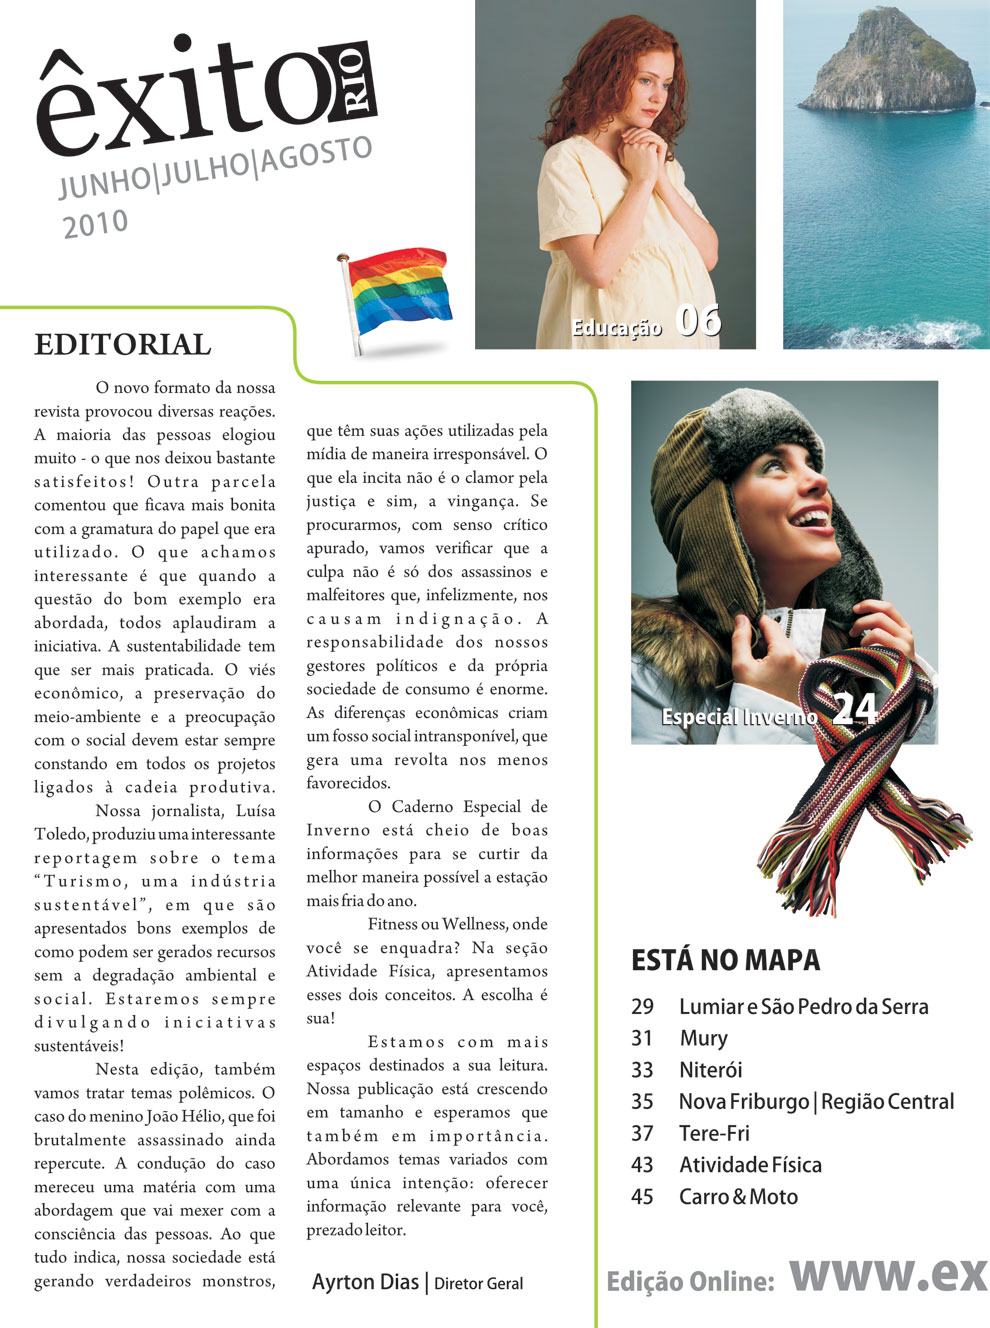 êxito RIO
JUNHO|JULHO|AGOSTO
2010
Educação 06
EDITORIAL
O novo formato da nossa
revista provocou diversas reações.
A maioria das pessoas elogiou
muito - o que nos deixou bastante
satisfeitos! Outra parcela
comentou que ficava mais bonita
com a gramatura do papel que era
utilizado. O que achamos
interessante é que quando a
questão do bom exemplo era
abordada, todos aplaudiram a
iniciativa. A sustentabilidade tem
que ser mais praticada. O viés
econômico, a preservação do
meio-ambiente e a preocupação
com o social devem estar sempre
constando em todos os projetos
ligados à cadeia produtiva.
Nossa jornalista, Luísa
Toledo, produziu uma interessante
reportagem sobre o tema
“Turismo, uma indústria
sustentável”, em que são
apresentados bons exemplos de
como podem ser gerados recursos
sem a degradação ambiental e
social. Estaremos sempre
divulgando iniciativas
sustentáveis!
Nesta edição, também
vamos tratar temas polêmicos. O
caso do menino João Hélio, que foi
brutalmente assassinado ainda
repercute. A condução do caso
mereceu uma matéria com uma
abordagem que vai mexer com a
consciência das pessoas. Ao que
tudo indica, nossa sociedade está
gerando verdadeiros monstros,
que têm suas ações utilizadas pela
mídia de maneira irresponsável. O
que ela incita não é o clamor pela
justiça e sim, a vingança. Se
procurarmos, com senso crítico
apurado, vamos verificar que a
culpa não é só dos assassinos e
malfeitores que, infelizmente, nos
causam indignação. A
responsabilidade dos nossos
gestores políticos e da própria
sociedade de consumo é enorme.
As diferenças econômicas criam
um fosso social intransponível, que
gera uma revolta nos menos
favorecidos.
O Caderno Especial de
Inverno está cheio de boas
informações para se curtir da
melhor maneira possível a estação
mais fria do ano.
Fitness ou Wellness, onde
você se enquadra? Na seção
Atividade Física, apresentamos
esses dois conceitos. A escolha é
sua!
Estamos com mais
espaços destinados a sua leitura.
Nossa publicação está crescendo
em tamanho e esperamos que
também em importância.
Abordamos temas variados com
uma única intenção: oferecer
informação relevante para você,
prezado leitor.
Ayrton Dias | Diretor Geral
Especial Inverno 24
ESTÁ NO MAPA
29 Lumiar e São Pedro da Serra
31 Mury
33 Niterói
35 Nova Friburgo | Região Central
37 Tere-Fri
43 Atividade Física
45 Carro & Moto
Edição Online: www.ex